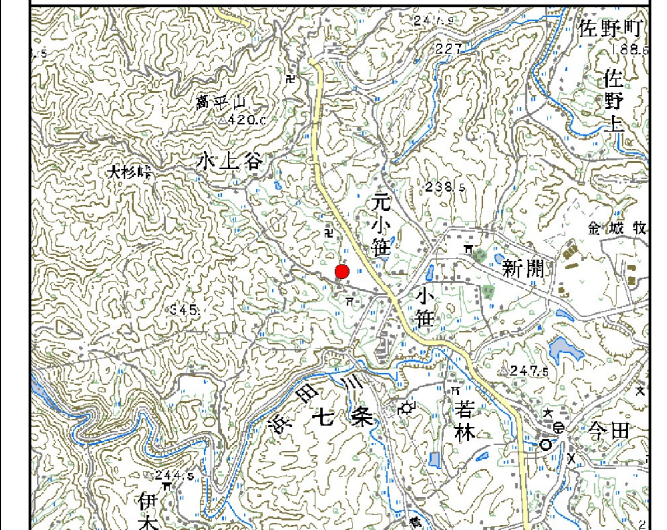 247.9
227
佐野町
188.5
佐野上
高平山
420.0
大杉峠
水上谷
238.5
元小笹
金城牧
新開
小笹
345
浜田川
七条
247.5
若林
今田
244.5
伊木